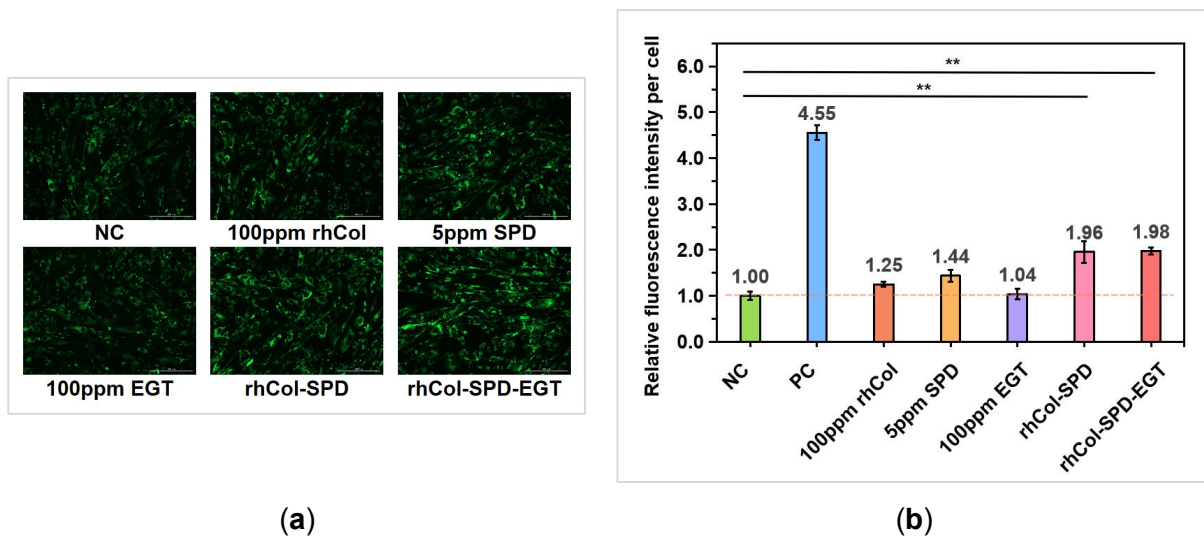 NC
100ppm rhCol
5ppm SPD
100ppm EGT
rhCol-SPD
rhCol-SPD-EGT
(a)
Relative fluorescence intensity per cell
6.0
5.0
4.0
3.0
2.0
1.0
0.0
**
**
1.00
4.55
1.25
1.44
1.04
1.96
1.98
NC
PC
100ppm rhCol
5ppm SPD
100ppm EGT
rhCol-SPD
rhCol-SPD-EGT
(b)